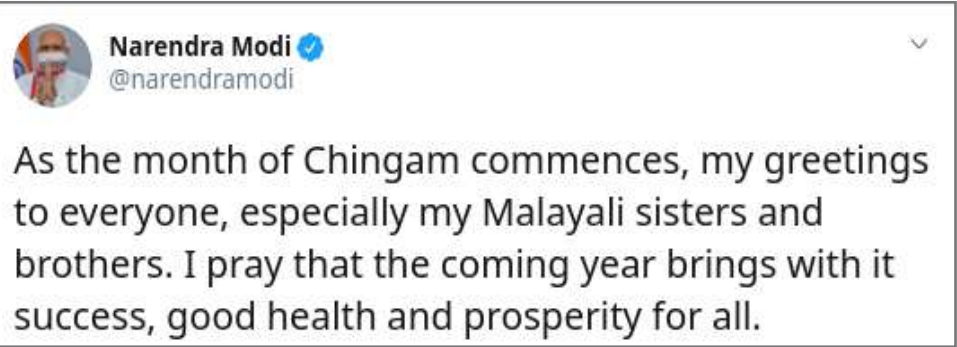 Narendra Modi
@narendramodi
As the month of Chingam commences, my greetings
to everyone, especially my Malayali sisters and
brothers. I pray that the coming year brings with it
success, good health and prosperity for all.